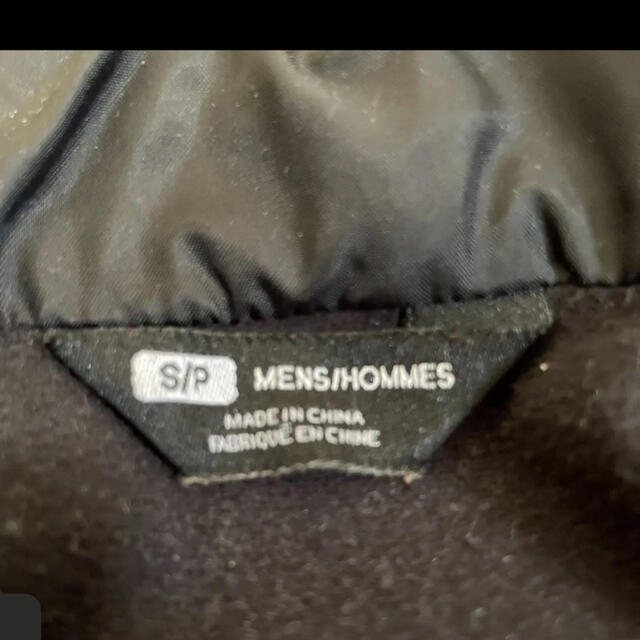 S/P MENS/HOMMES
MADE IN CHINA
FABRIQUÉ EN CHINE